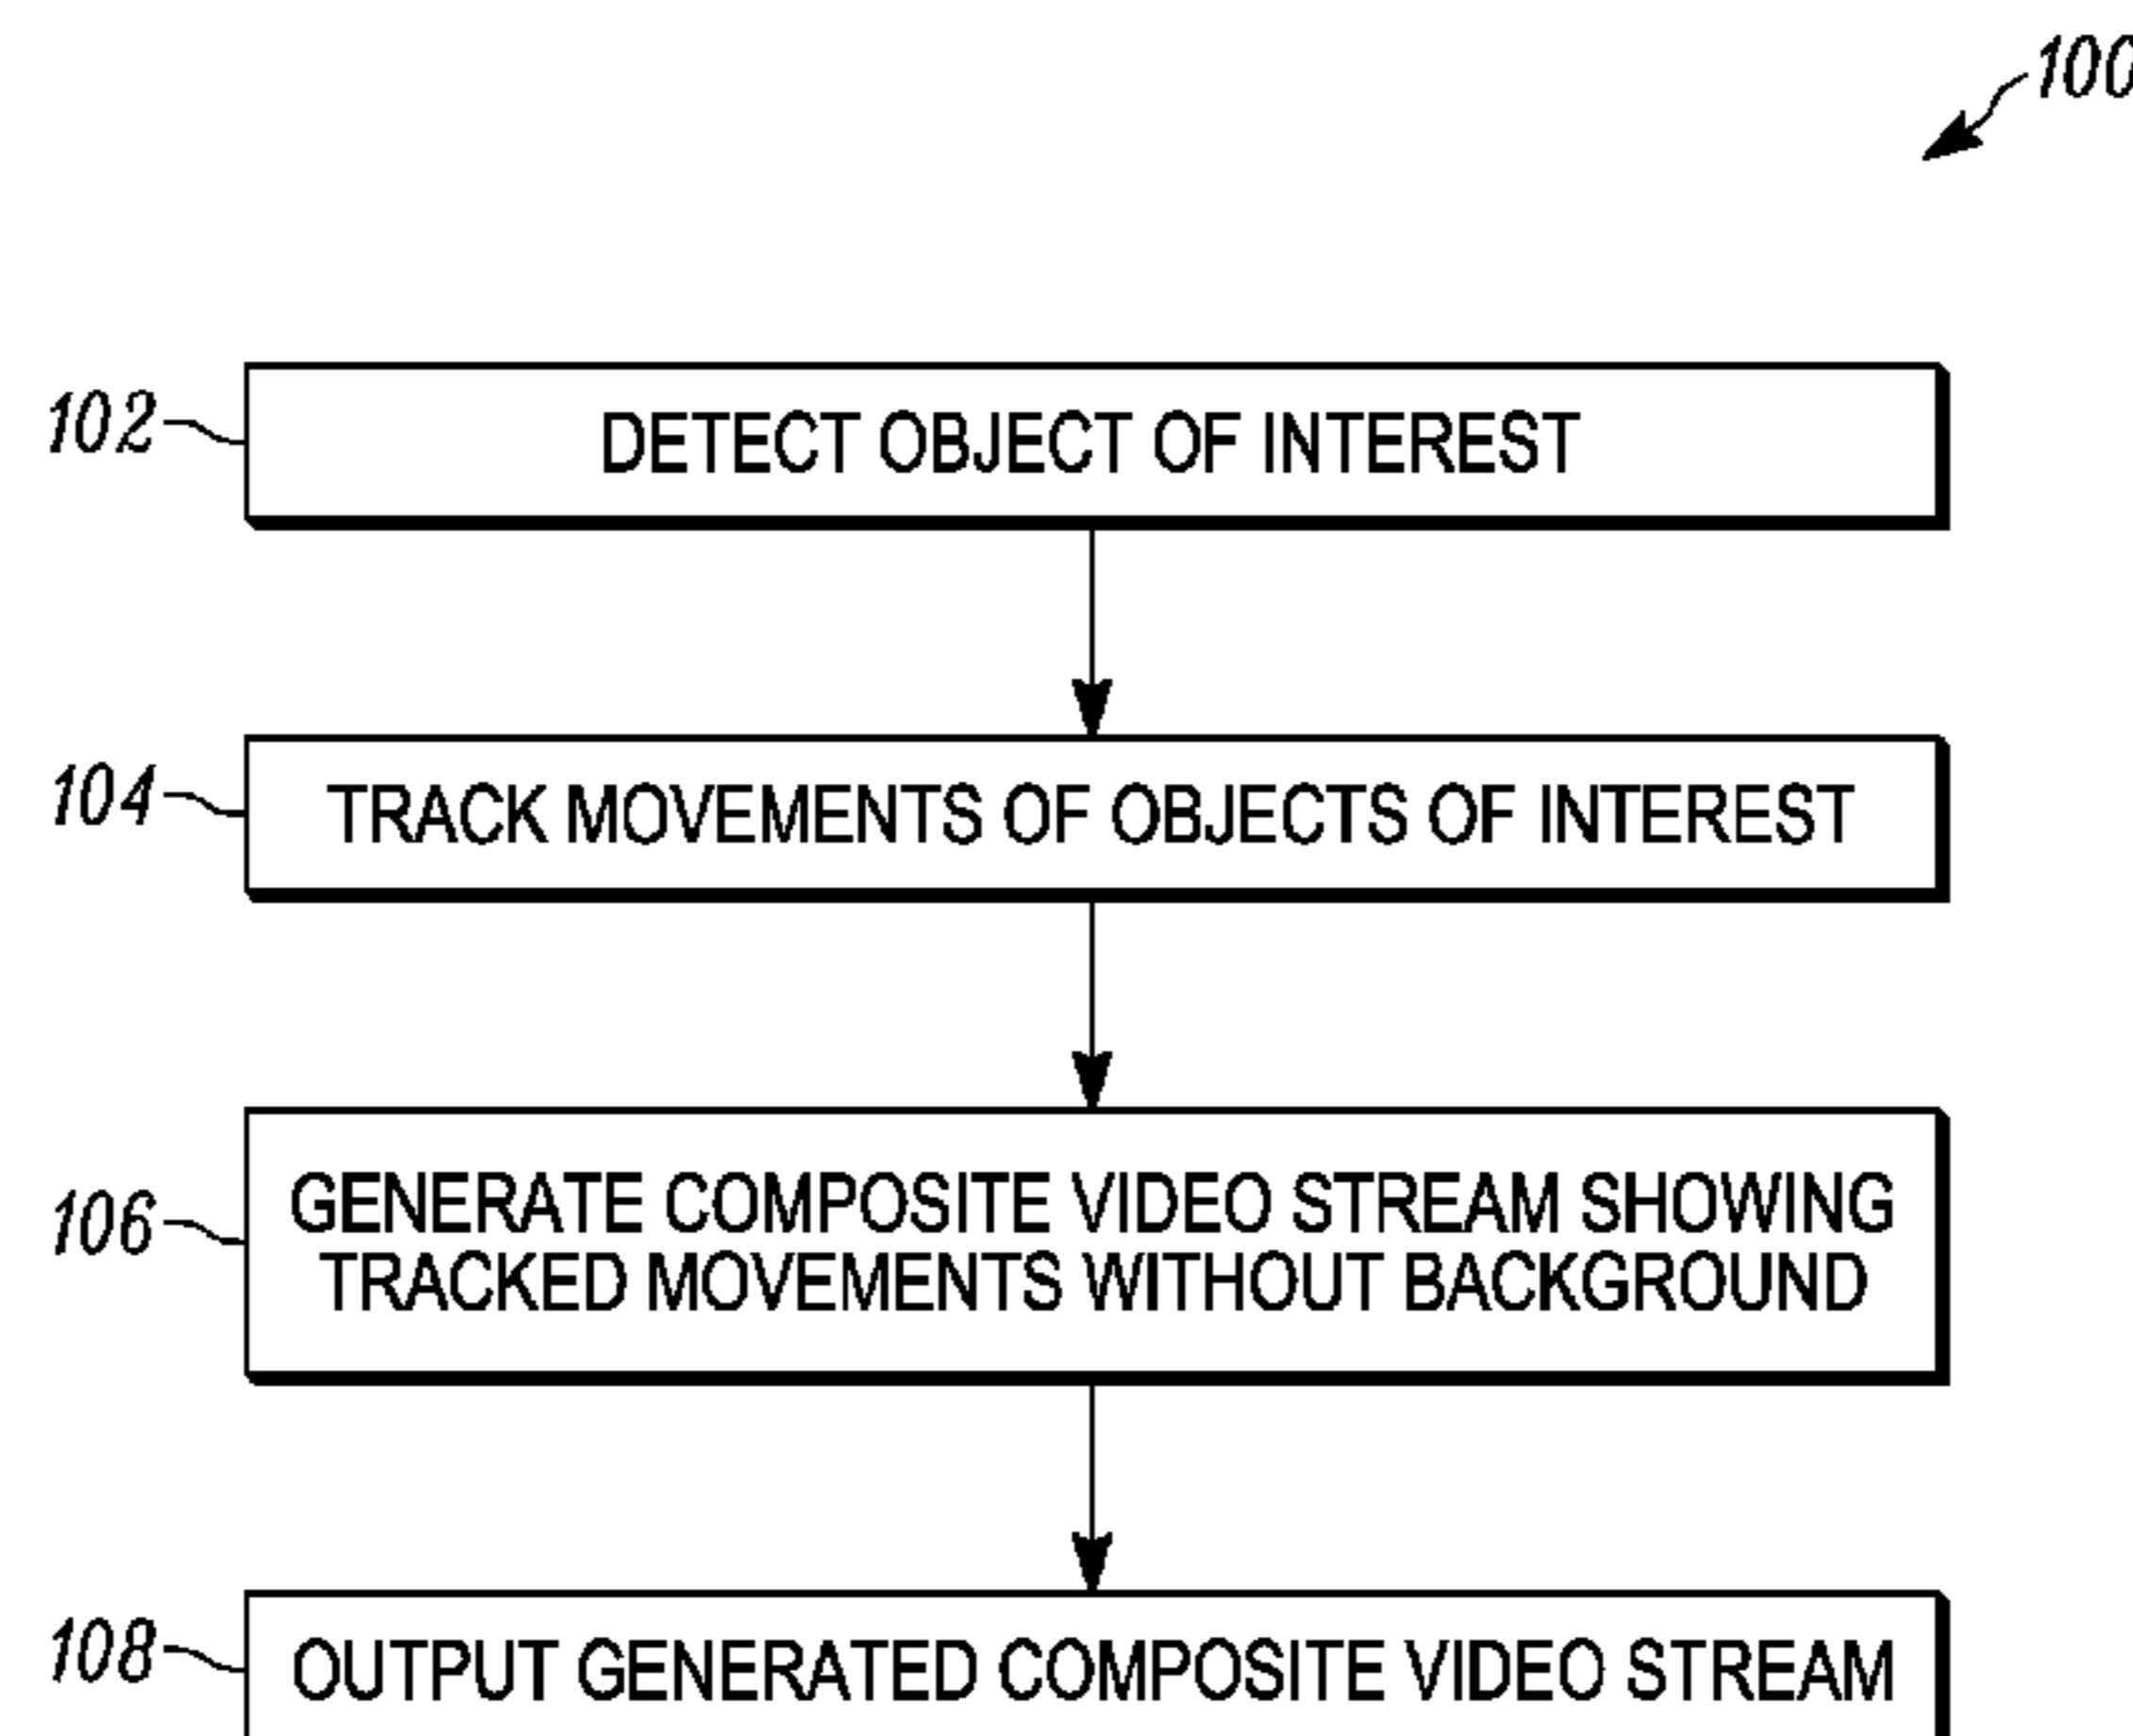 100
102
DETECT OBJECT OF INTEREST
104
TRACK MOVEMENTS OF OBJECTS OF INTEREST
106
GENERATE COMPOSITE VIDEO STREAM SHOWING
TRACKED MOVEMENTS WITHOUT BACKGROUND
108
OUTPUT GENERATED COMPOSITE VIDEO STREAM